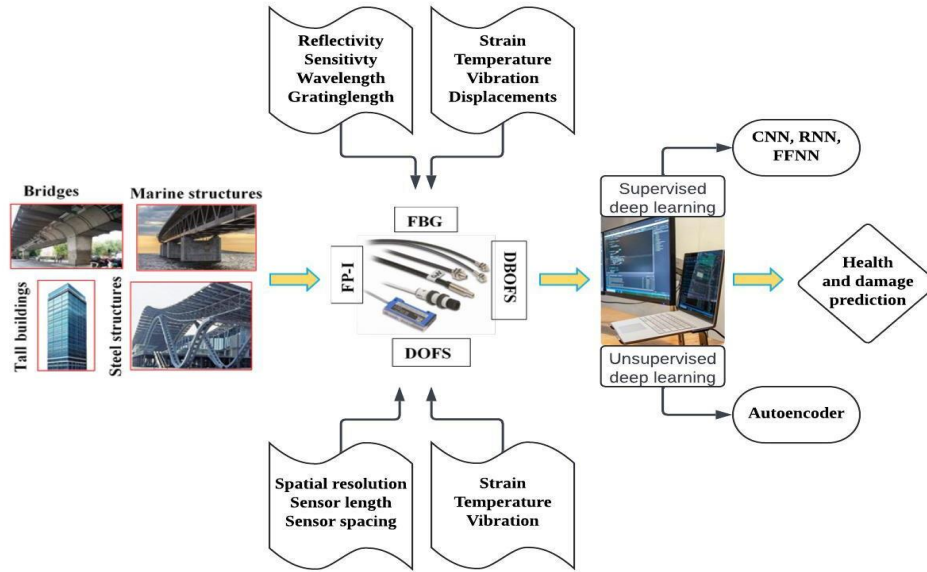 Reflectivity
Sensitivty
Wavelength
Gratinglength
Strain
Temperature
Vibration
Displacements
CNN, RNN,
FFNN
Bridges
Marine structures
Tall buildings
Steel structures
FBG
FP-I
DBOFS
DOFS
Supervised
deep learning
Unsupervised
deep learning
Health
and damage
prediction
Autoencoder
Spatial resolution
Sensor length
Sensor spacing
Strain
Temperature
Vibration